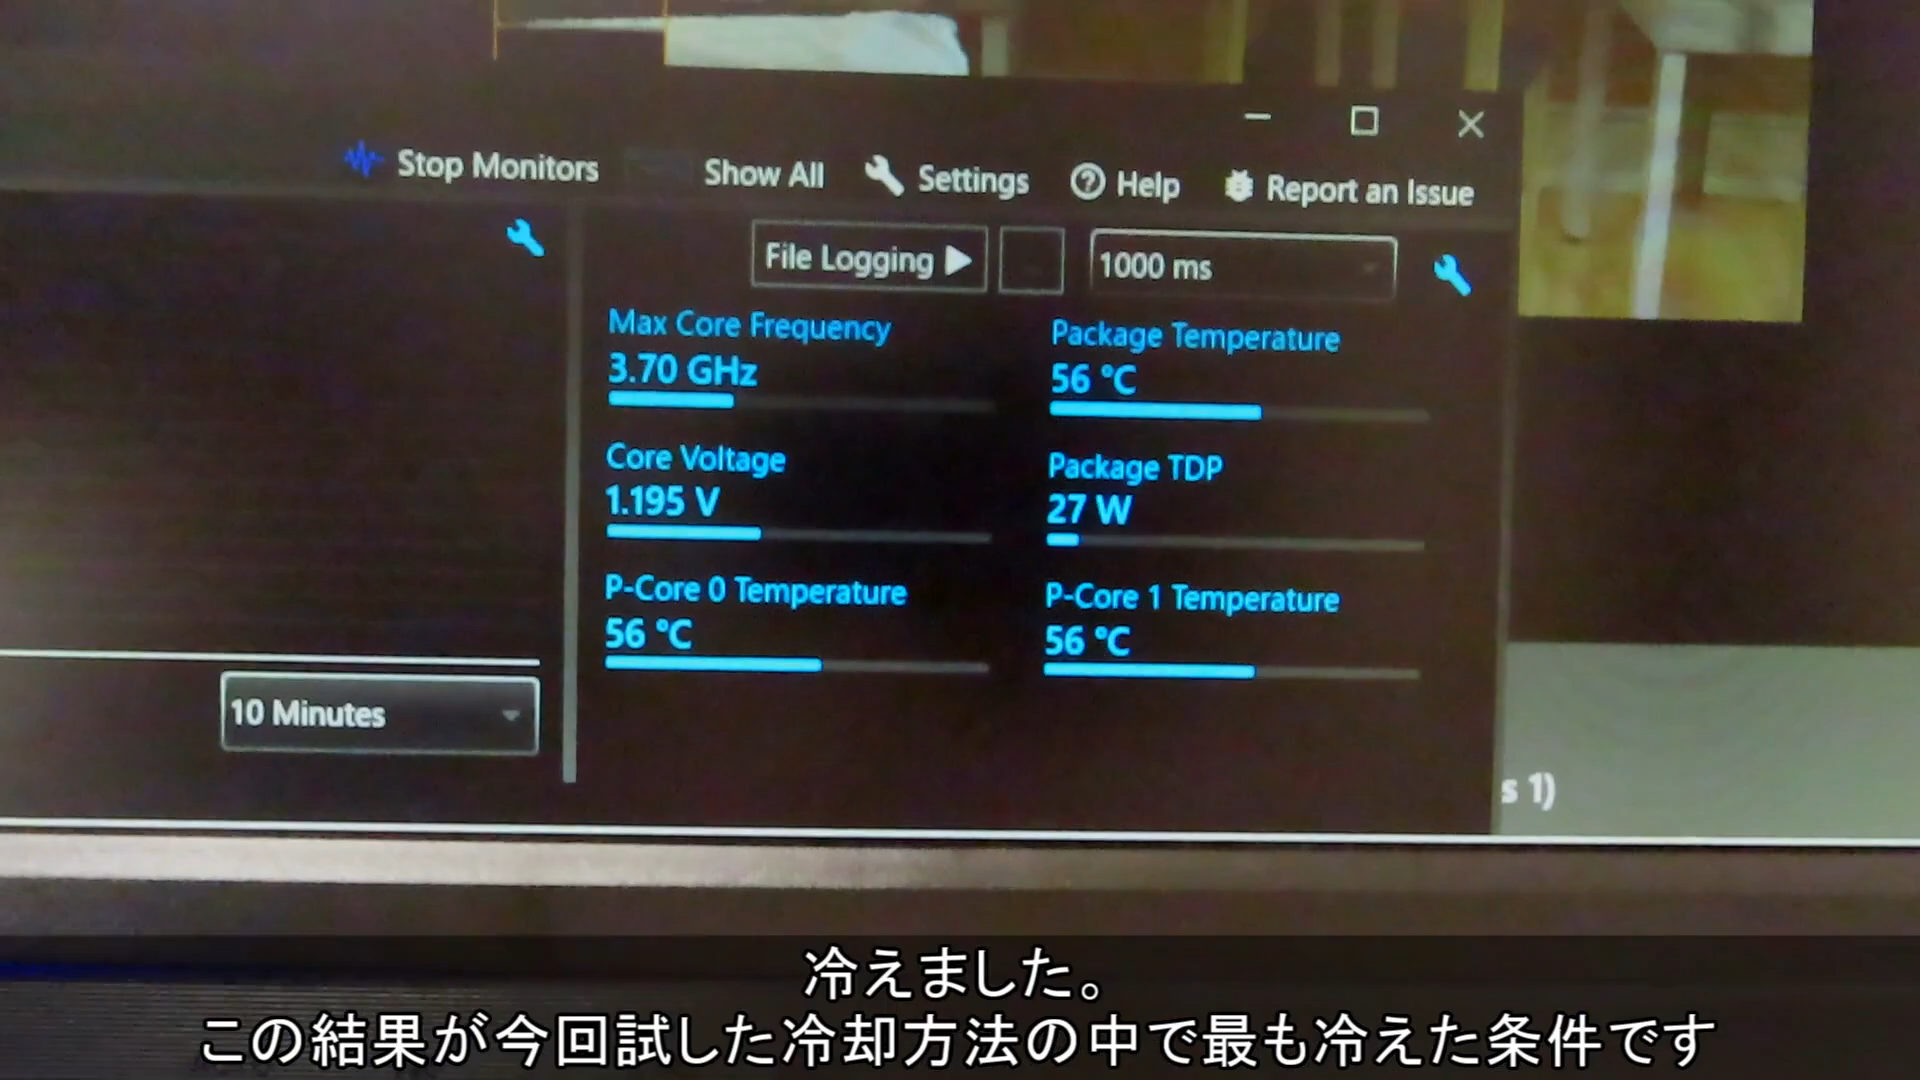 Stop Monitors
Show All
Settings
Help
Report an Issue
File Logging
1000 ms
Max Core Frequency
3.70 GHz
Package Temperature
56 °C
Core Voltage
1.195 V
Package TDP
27 W
P-Core 0 Temperature
56 °C
P-Core 1 Temperature
56 °C
10 Minutes
s 1)
冷えました。
この結果が今回試した冷却方法の中で最も冷えた条件です